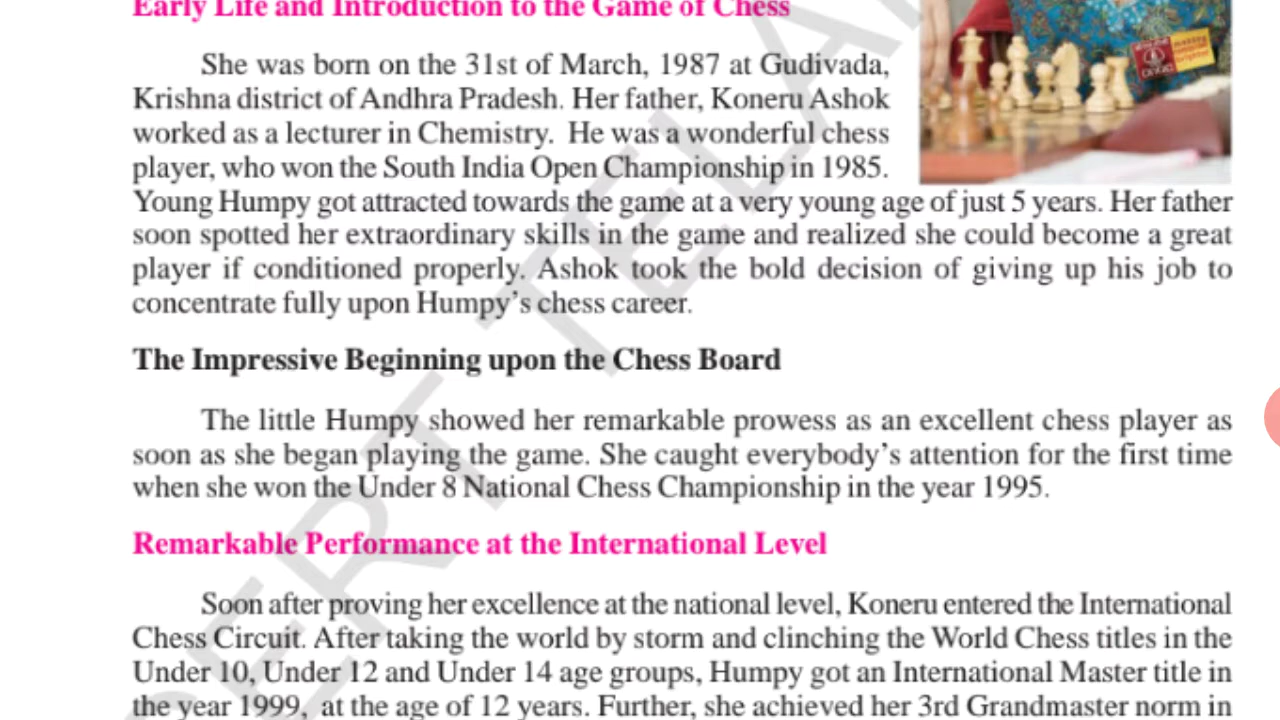 Early Life and Introduction to the Game of Chess
She was born on the 31st of March, 1987 at Gudivada,
Krishna district of Andhra Pradesh. Her father, Koneru Ashok
worked as a lecturer in Chemistry. He was a wonderful chess
player, who won the South India Open Championship in 1985.
Young Humpy got attracted towards the game at a very young age of just 5 years. Her father
soon spotted her extraordinary skills in the game and realized she could become a great
player if conditioned properly. Ashok took the bold decision of giving up his job to
concentrate fully upon Humpy's chess career.
The Impressive Beginning upon the Chess Board
The little Humpy showed her remarkable prowess as an excellent chess player as
soon as she began playing the game. She caught everybody's attention for the first time
when she won the Under 8 National Chess Championship in the year 1995.
Remarkable Performance at the International Level
Soon after proving her excellence at the national level, Koneru entered the International
Chess Circuit. After taking the world by storm and clinching the World Chess titles in the
Under 10, Under 12 and Under 14 age groups, Humpy got an International Master title in
the year 1999, at the age of 12 years. Further, she achieved her 3rd Grandmaster norm in